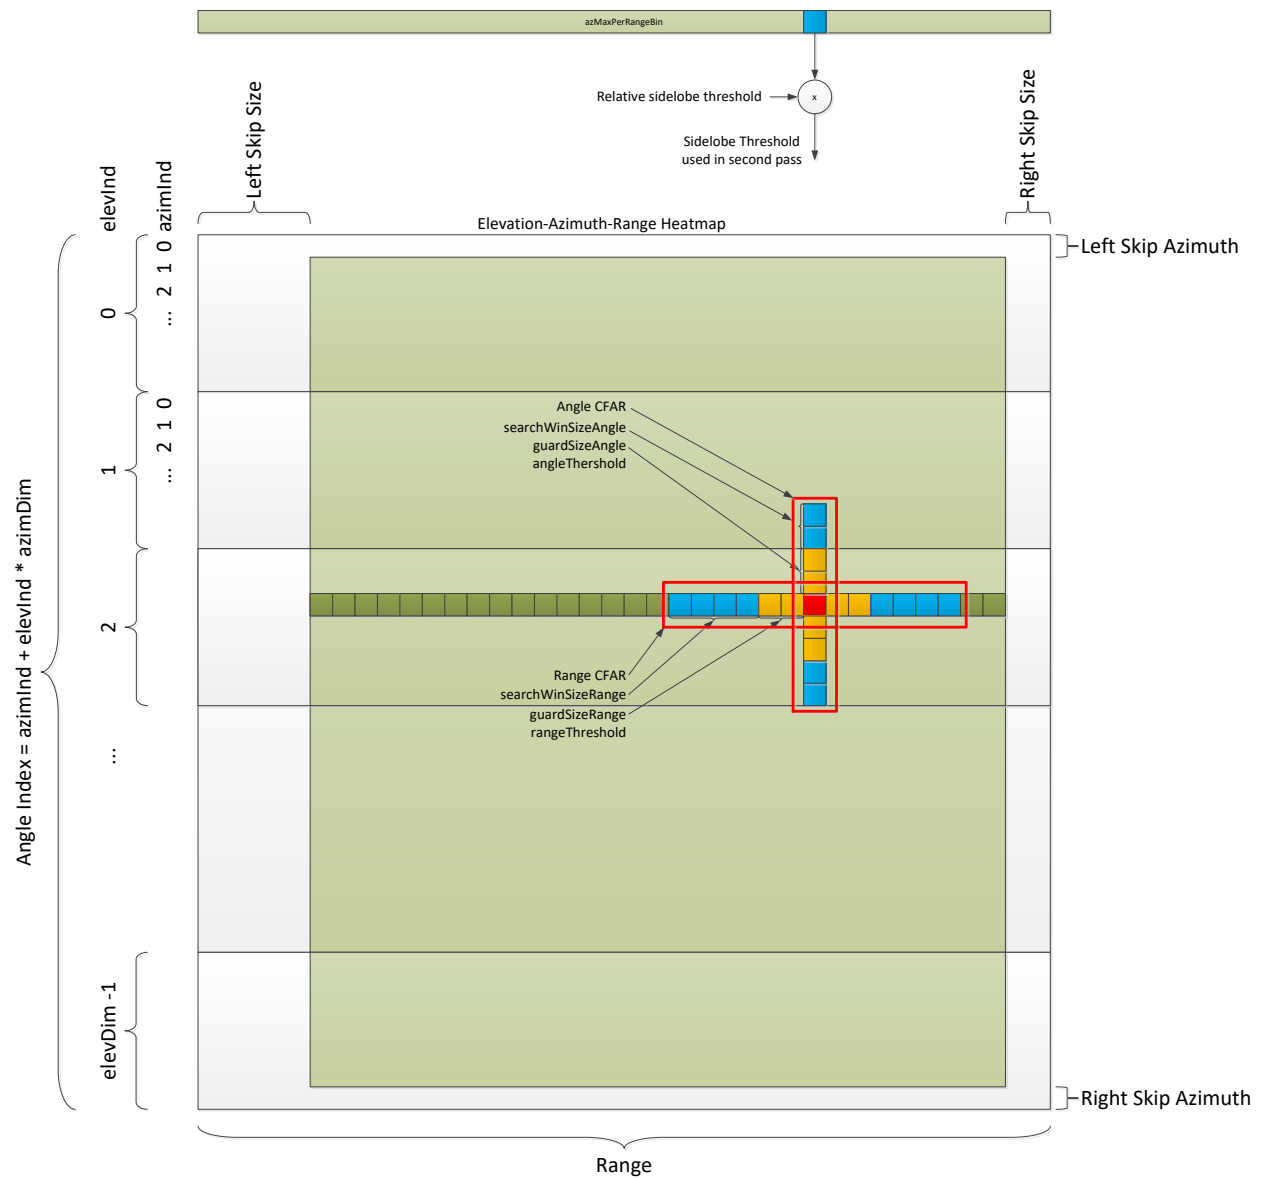 azMaxPerRangeBin
Relative sidelobe threshold
x
Sidelobe Threshold
used in second pass
Left Skip Size
Right Skip Size
elevInd
azimInd
Elevation-Azimuth-Range Heatmap
Left Skip Azimuth
0
... 2 1 0
1
... 2 1 0
Angle CFAR
searchWinSizeAngle
guardSizeAngle
angleThershold
2
Range CFAR
searchWinSizeRange
guardSizeRange
rangeThreshold
...
Angle Index = azimInd + elevInd * azimDim
elevDim -1
Right Skip Azimuth
Range